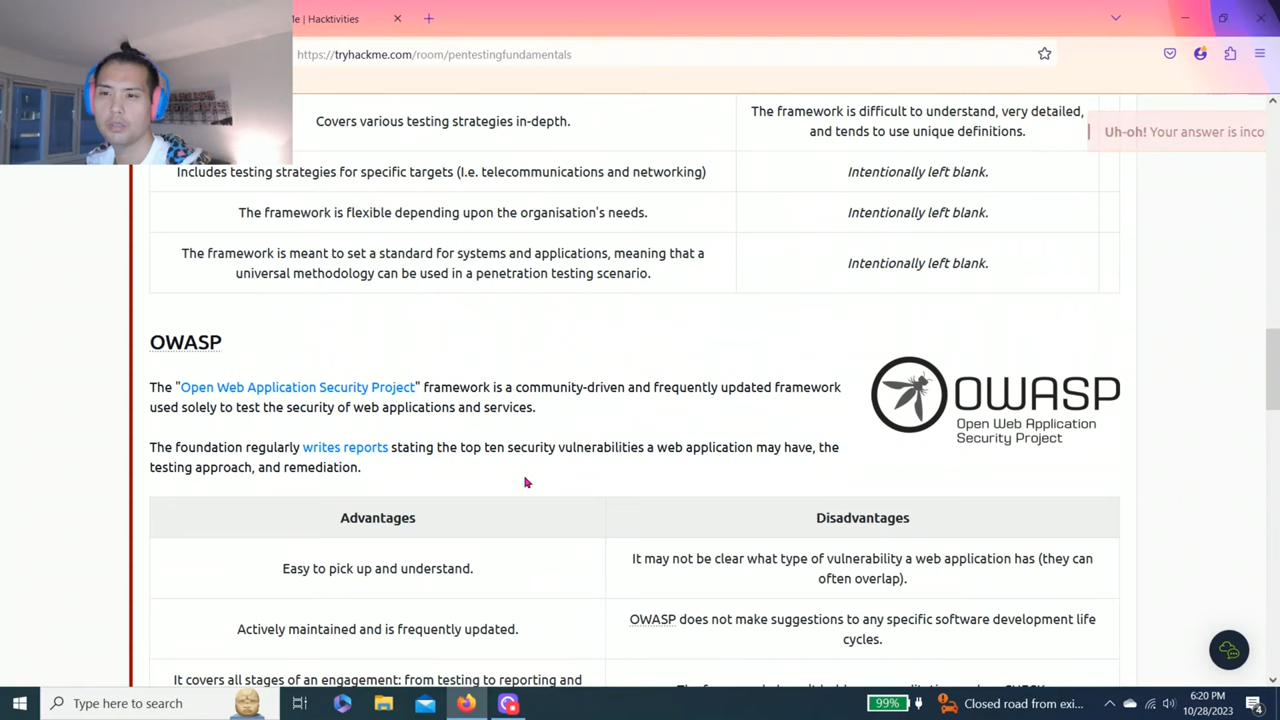 Me | Hacktivities
https://tryhackme.com/room/pentestingfundamentals
Covers various testing strategies in-depth.
The framework is difficult to understand, very detailed,
and tends to use unique definitions.
Uh-oh! Your answer is inco
Includes testing strategies for specific targets (I.e. telecommunications and networking)
Intentionally left blank.
The framework is flexible depending upon the organisation's needs.
Intentionally left blank.
The framework is meant to set a standard for systems and applications, meaning that a
universal methodology can be used in a penetration testing scenario.
Intentionally left blank.
OWASP
The "Open Web Application Security Project" framework is a community-driven and frequently updated framework
used solely to test the security of web applications and services.
OWASP
Open Web Application
Security Project
The foundation regularly writes reports stating the top ten security vulnerabilities a web application may have, the
testing approach, and remediation.
Advantages
Disadvantages
Easy to pick up and understand.
It may not be clear what type of vulnerability a web application has (they can
often overlap).
Actively maintained and is frequently updated.
OWASP does not make suggestions to any specific software development life
cycles.
It covers all stages of an engagement: from testing to reporting and
Type here to search
99%
Closed road from exi...
6:20 PM
10/28/2023
4